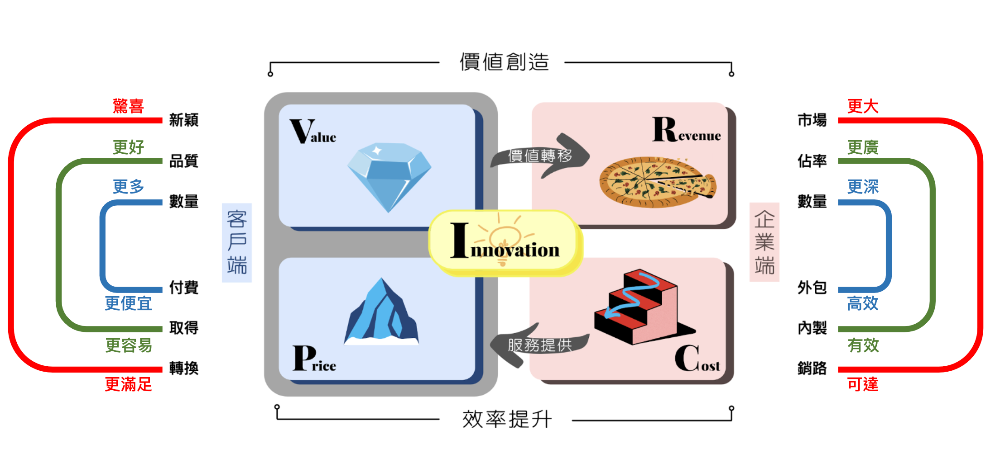 價值創造
驚喜
新穎
更好
品質
更多
數量
客戶端
付費
更便宜
取得
更容易
轉換
更滿足
Value
價值轉移
Revenue
Innovation
Price
服務提供
Cost
企業端
更大
市場
更廣
佔率
更深
數量
外包
高效
內製
有效
銷路
可達
效率提升